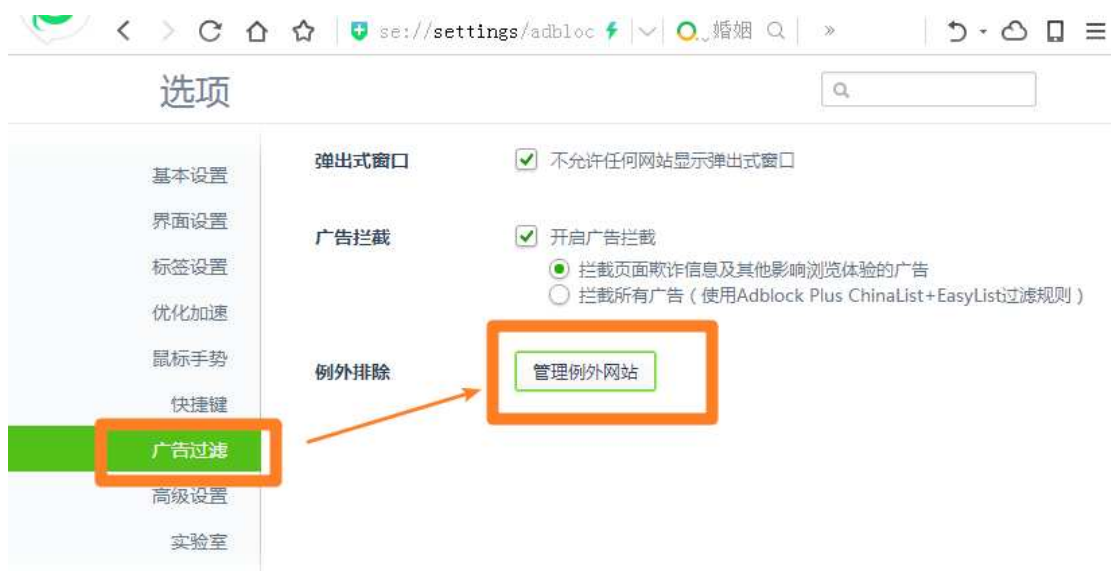 se://settings/adbloc 婚姻 »
选项
弹出式窗口 不允许任何网站显示弹出式窗口
基本设置
界面设置
广告拦截 开启广告拦截
标签设置
拦截页面欺诈信息及其他影响浏览体验的广告
拦截所有广告（使用Adblock Plus ChinaList+EasyList过滤规则）
优化加速
鼠标手势
例外排除 管理例外网站
快捷键
广告过滤
高级设置
实验室